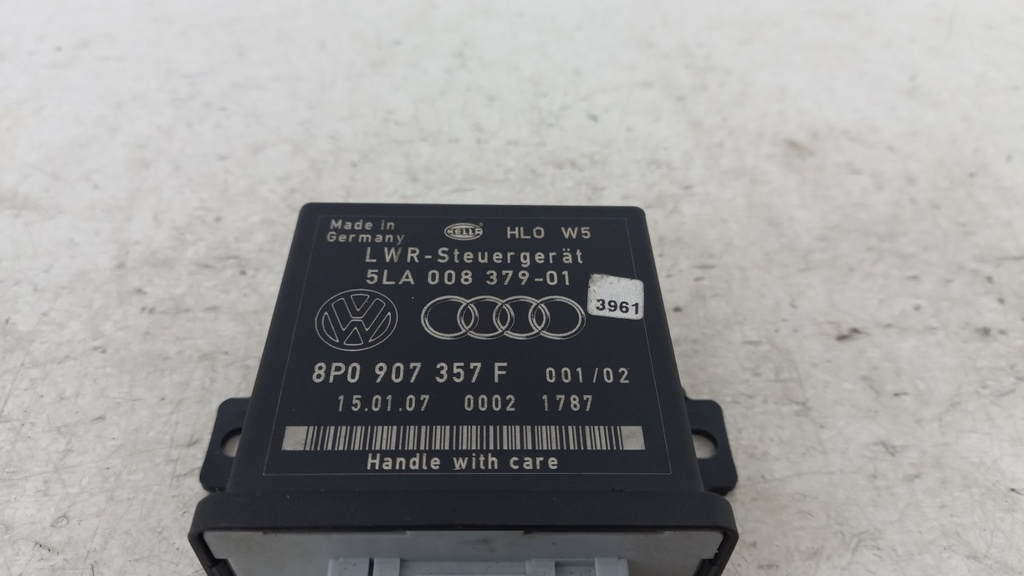 Made in
Germany
HELLA HLO W5
LWR-Steuergerät
5LA 008 379-01
3961
8P0 907 357 F 001/02
15.01.07 0002 1787
Handle with care